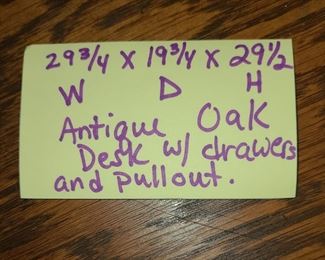 29 3/4 x 19 3/4 x 29 1/2
W D H
Antique Oak
Desk w/ drawers
and pullout.